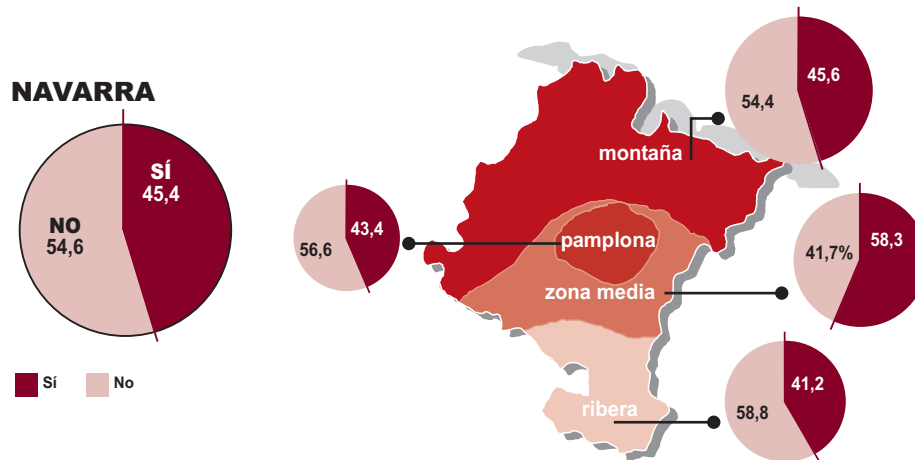 NAVARRA
SÍ
45,4
NO
54,6
Sí
No
montaña
45,6
54,4
pamplona
43,4
56,6
zona media
58,3
41,7%
ribera
41,2
58,8